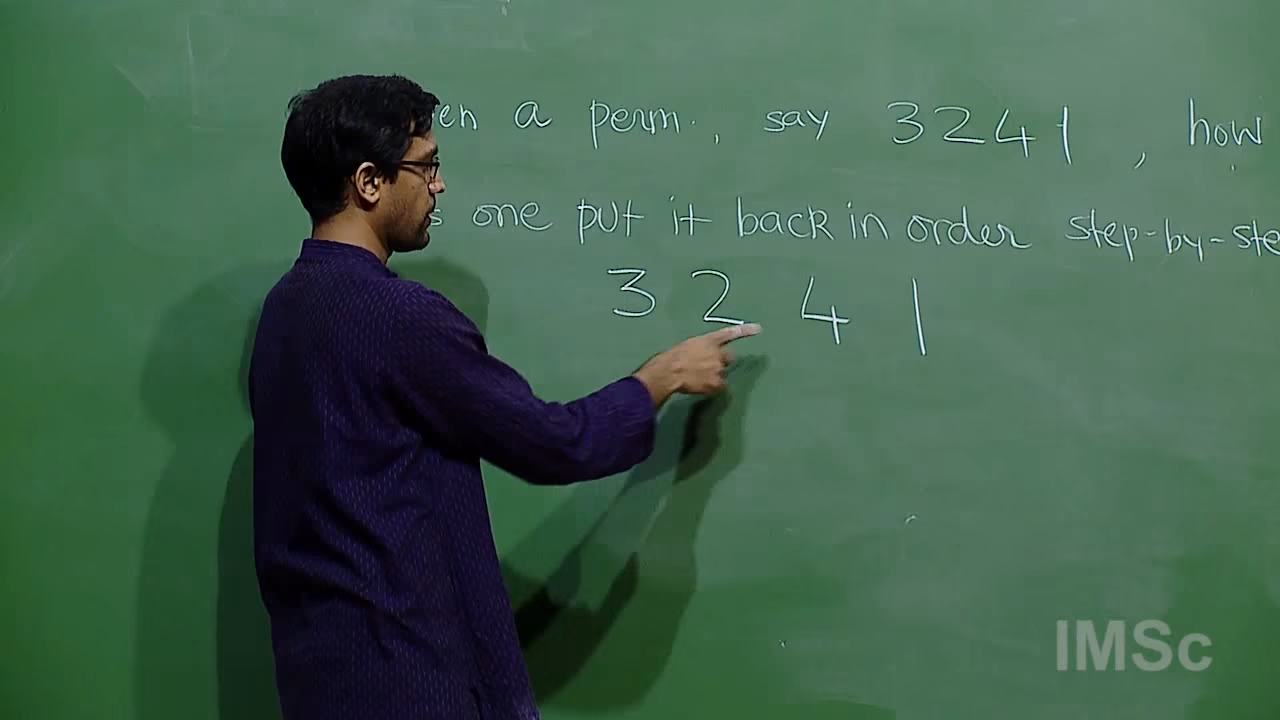 en a perm., say 3241, how
s one put it back in order step-by-ste
3 2 4 1
IMSc